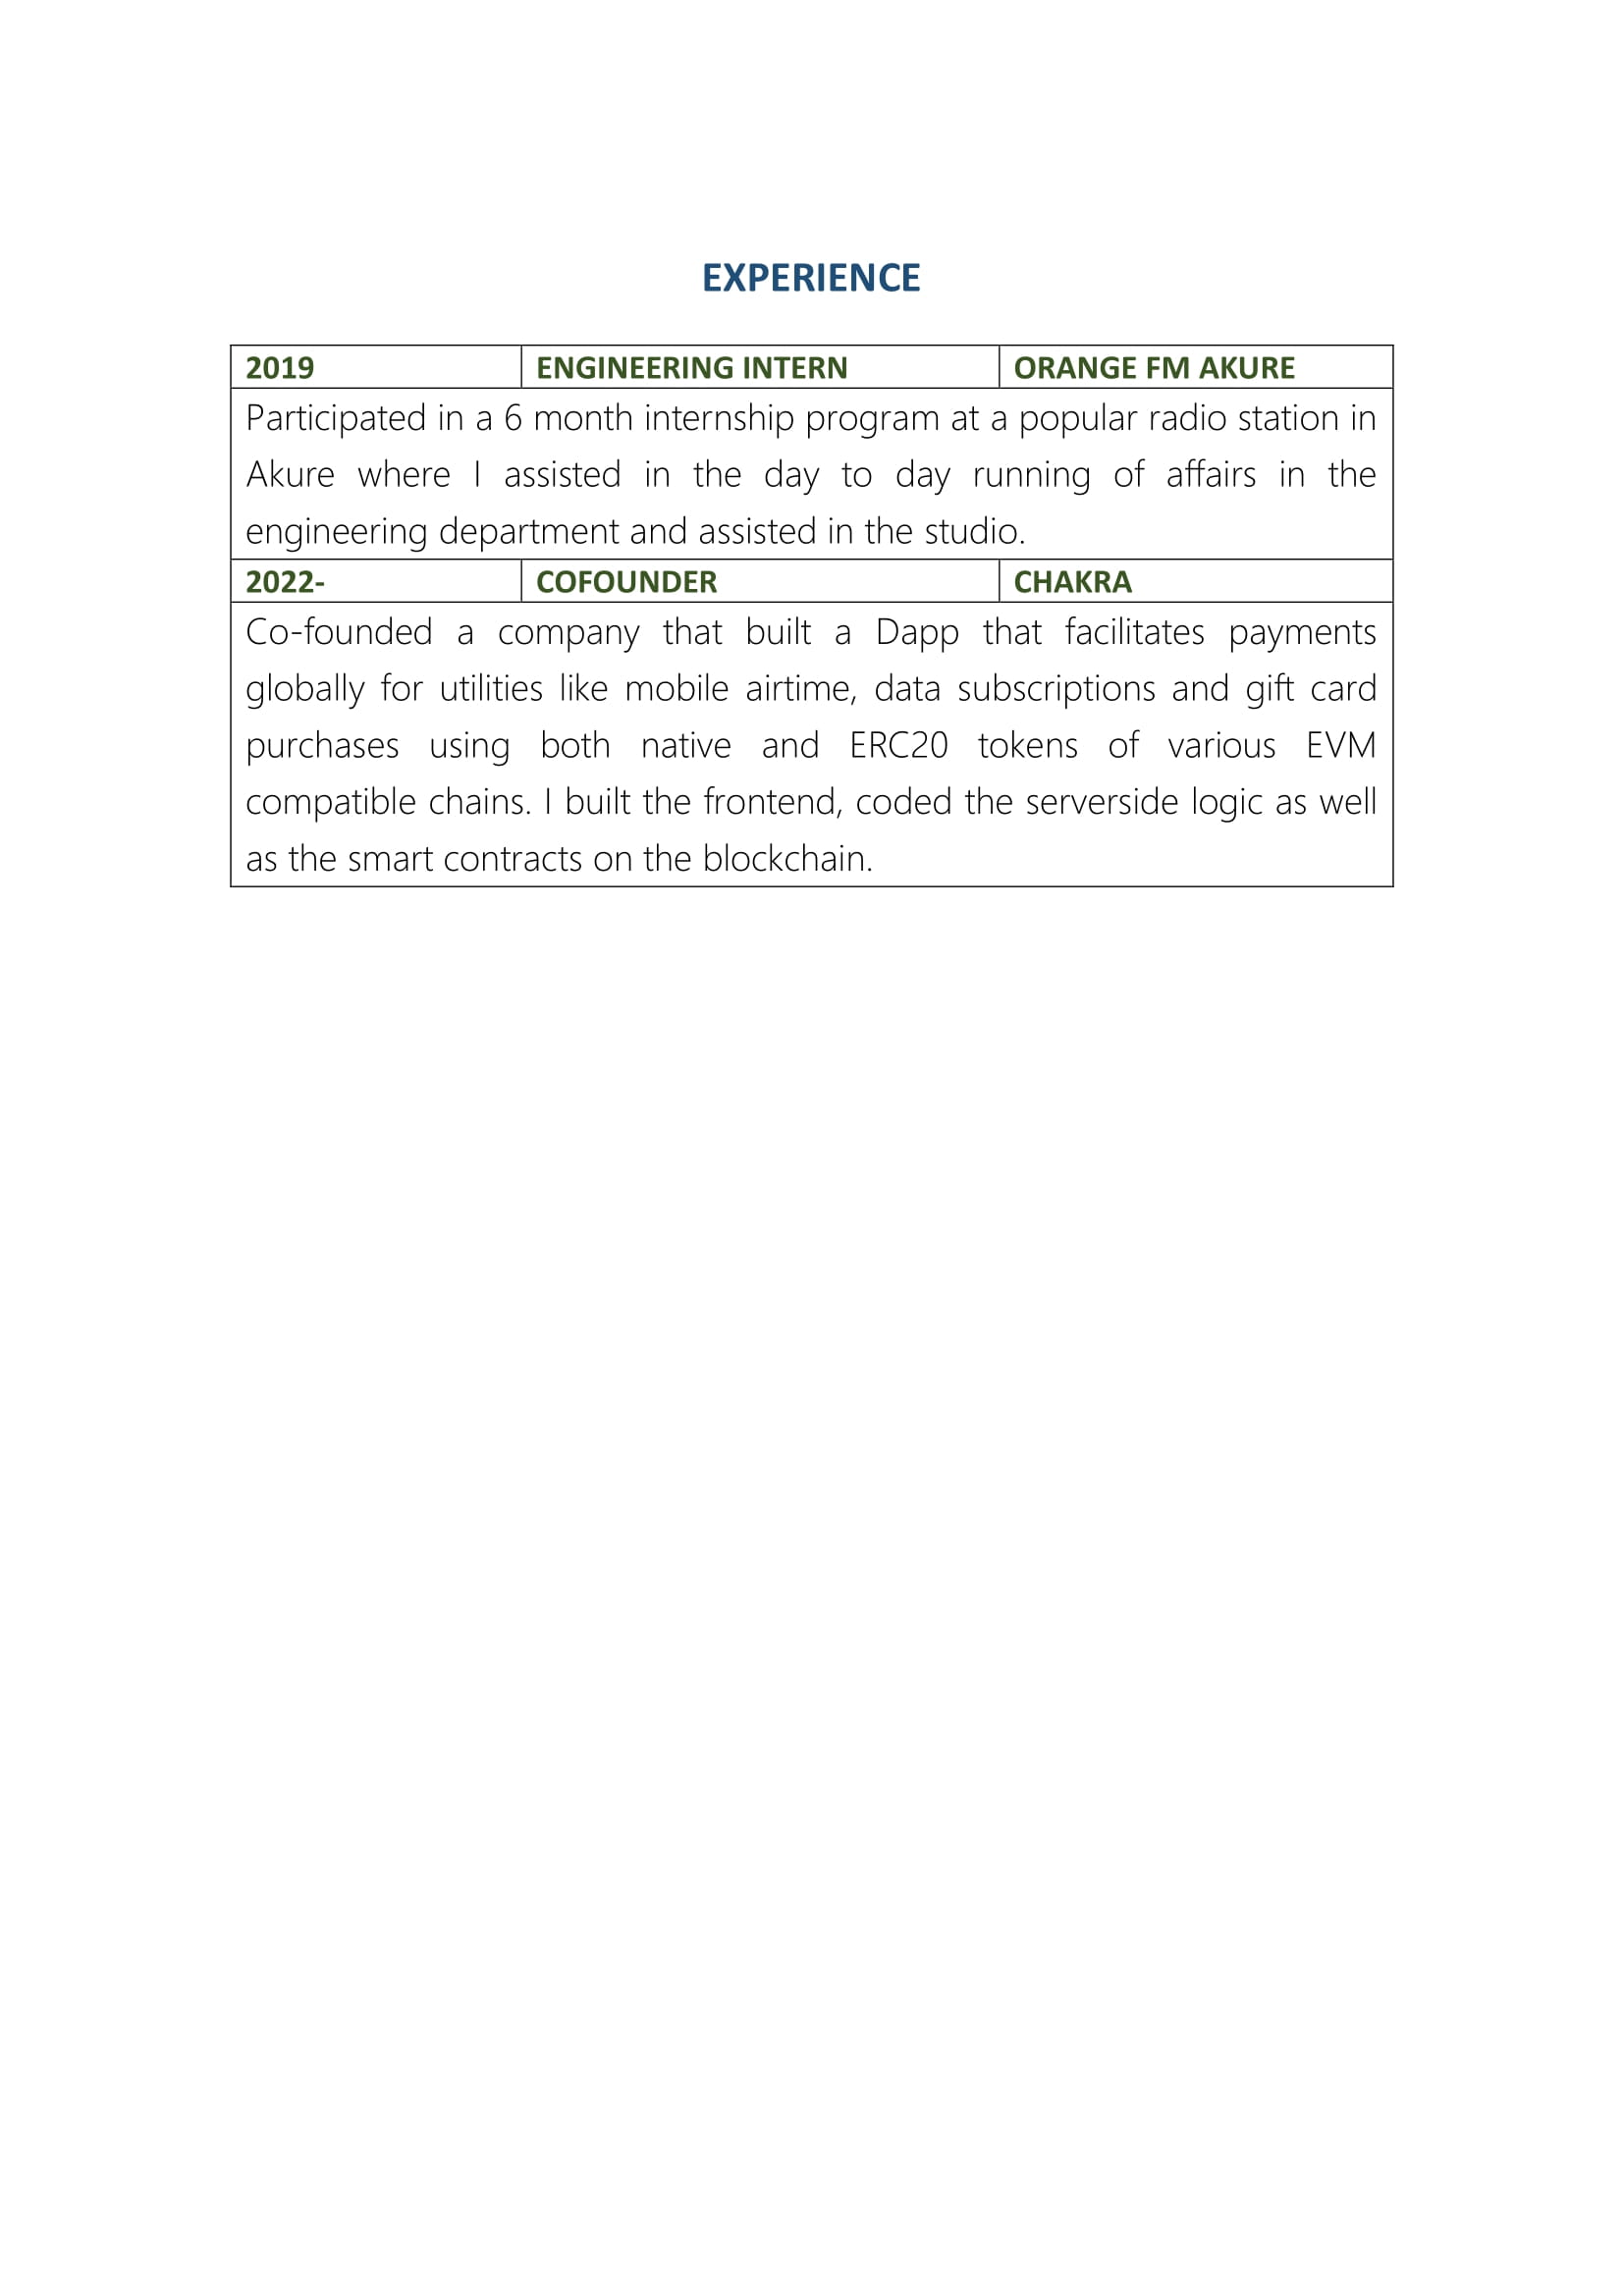 EXPERIENCE
2019 ENGINEERING INTERN ORANGE FM AKURE
Participated in a 6 month internship program at a popular radio station in
Akure where I assisted in the day to day running of affairs in the
engineering department and assisted in the studio.
2022- COFOUNDER CHAKRA
Co-founded a company that built a Dapp that facilitates payments
globally for utilities like mobile airtime, data subscriptions and gift card
purchases using both native and ERC20 tokens of various EVM
compatible chains. I built the frontend, coded the serverside logic as well
as the smart contracts on the blockchain.